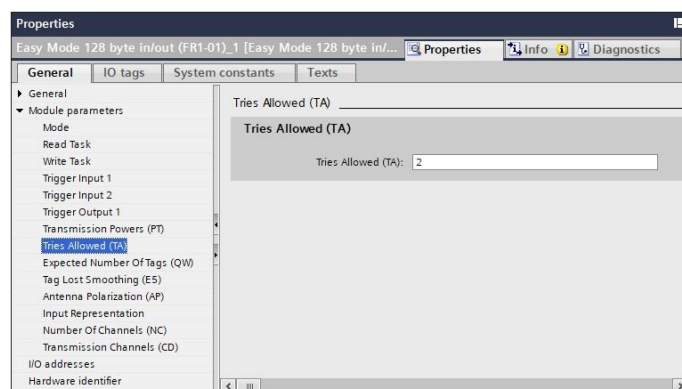 Properties
Easy Mode 128 byte in/out (FR1-01)_1 [Easy Mode 128 byte in/... Properties Info Diagnostics
General IO tags System constants Texts
General
Module parameters
Mode
Read Task
Write Task
Trigger Input 1
Trigger Input 2
Trigger Output 1
Transmission Powers (PT)
Tries Allowed (TA)
Expected Number Of Tags (QW)
Tag Lost Smoothing (E5)
Antenna Polarization (AP)
Input Representation
Number Of Channels (NC)
Transmission Channels (CD)
I/O addresses
Hardware identifier
Tries Allowed (TA)
Tries Allowed (TA)
Tries Allowed (TA): 2